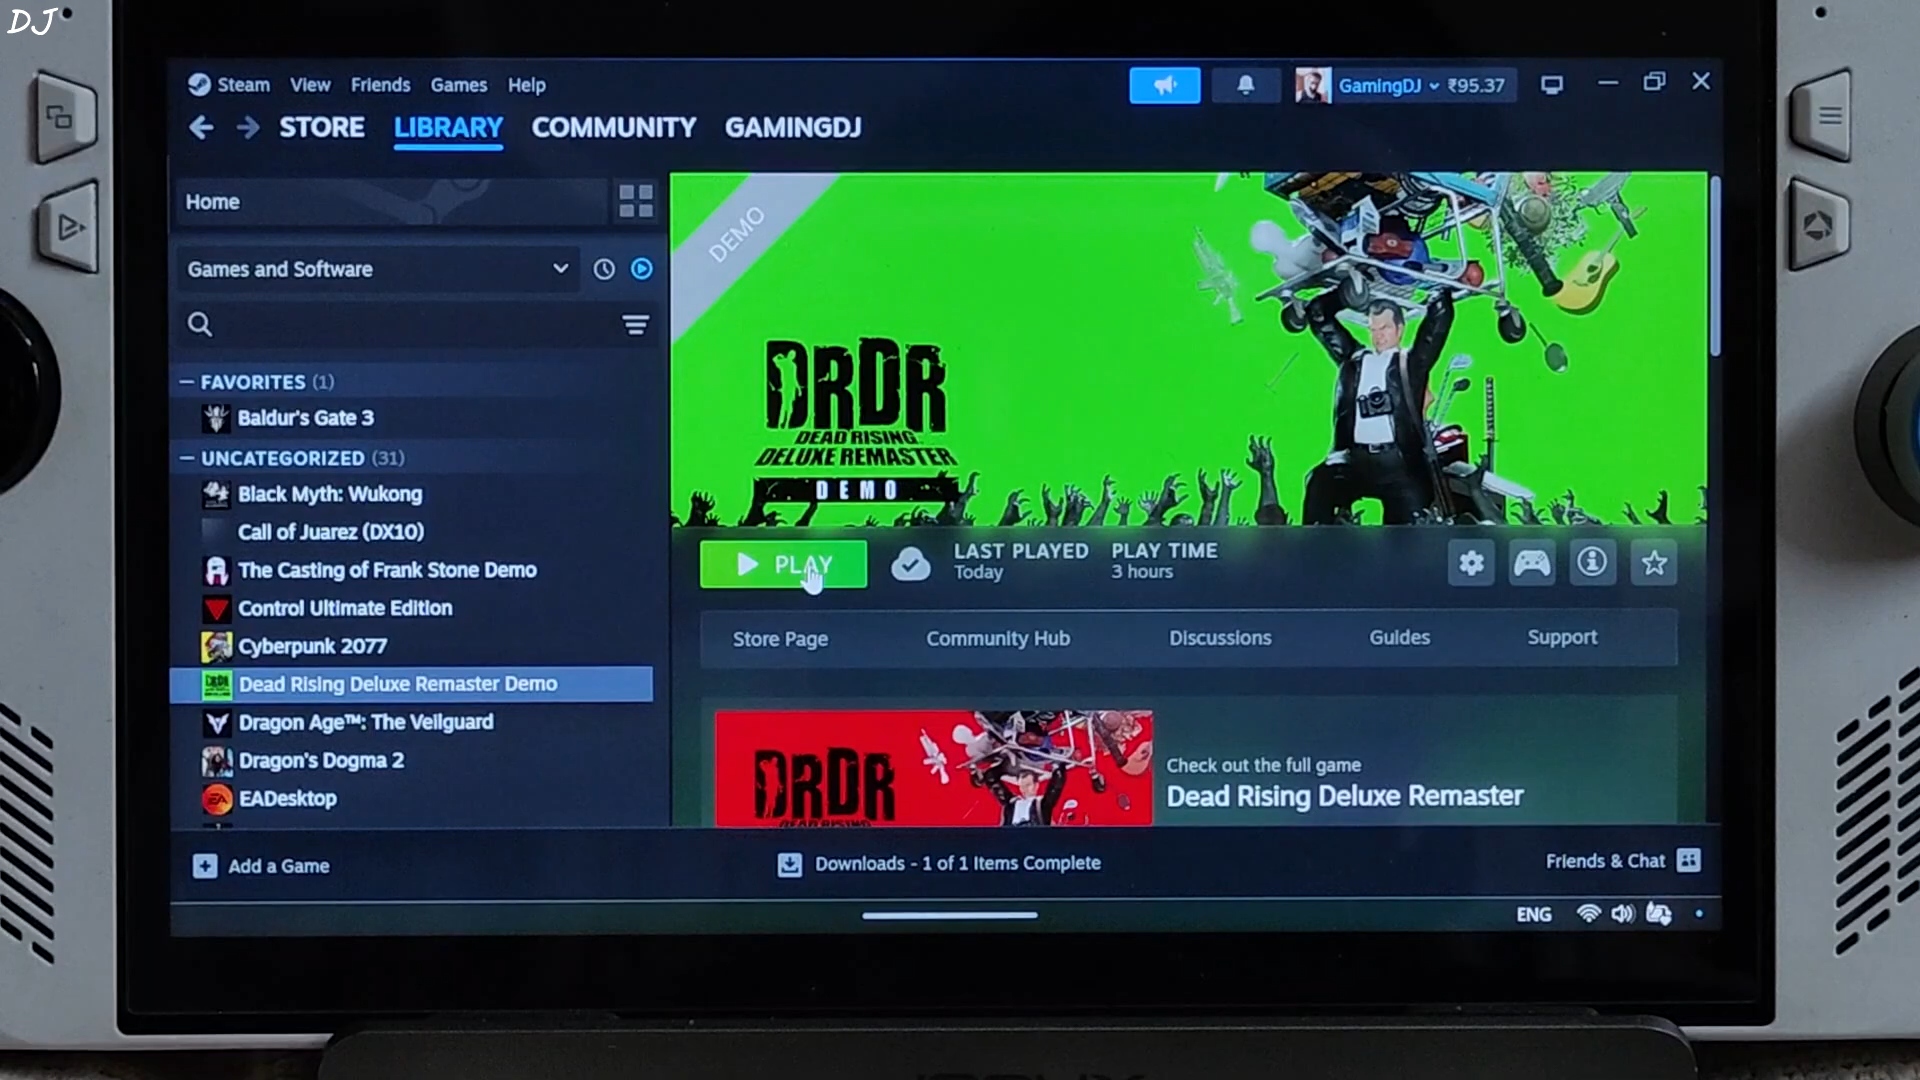 DJ
Steam View Friends Games Help
GamingDJ ₹95.37
STORE LIBRARY COMMUNITY GAMINGDJ
Home
Games and Software
FAVORITES (1)
Baldur's Gate 3
UNCATEGORIZED (31)
Black Myth: Wukong
Call of Juarez (DX10)
The Casting of Frank Stone Demo
Control Ultimate Edition
Cyberpunk 2077
Dead Rising Deluxe Remaster Demo
Dragon Age™: The Veilguard
Dragon's Dogma 2
EADesktop
DEMO
DRDR
DEAD RISING
DELUXE REMASTER
DEMO
PLAY
LAST PLAYED
Today
PLAY TIME
3 hours
Store Page Community Hub Discussions Guides Support
DRDR
DEAD RISING
Check out the full game
Dead Rising Deluxe Remaster
Add a Game
Downloads - 1 of 1 Items Complete
Friends & Chat
ENG